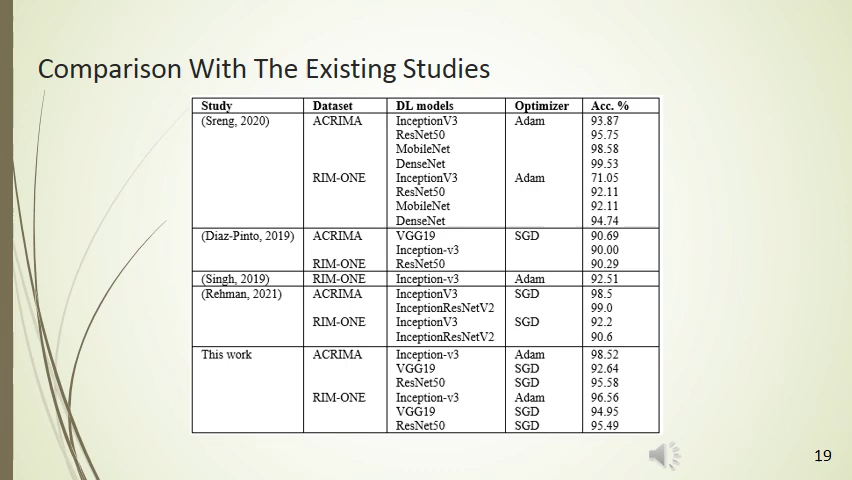 Comparison With The Existing Studies
Study Dataset DL models Optimizer Acc. %
(Sreng, 2020) ACRIMA InceptionV3 Adam 93.87
ResNet50 95.75
MobileNet 98.58
DenseNet 99.53
RIM-ONE InceptionV3 Adam 71.05
ResNet50 92.11
MobileNet 92.11
DenseNet 94.74
(Diaz-Pinto, 2019) ACRIMA VGG19 SGD 90.69
Inception-v3 90.00
RIM-ONE ResNet50 90.29
(Singh, 2019) RIM-ONE Inception-v3 Adam 92.51
(Rehman, 2021) ACRIMA InceptionV3 SGD 98.5
InceptionResNetV2 99.0
RIM-ONE InceptionV3 SGD 92.2
InceptionResNetV2 90.6
This work ACRIMA Inception-v3 Adam 98.52
VGG19 SGD 92.64
ResNet50 SGD 95.58
RIM-ONE Inception-v3 Adam 96.56
VGG19 SGD 94.95
ResNet50 SGD 95.49
19